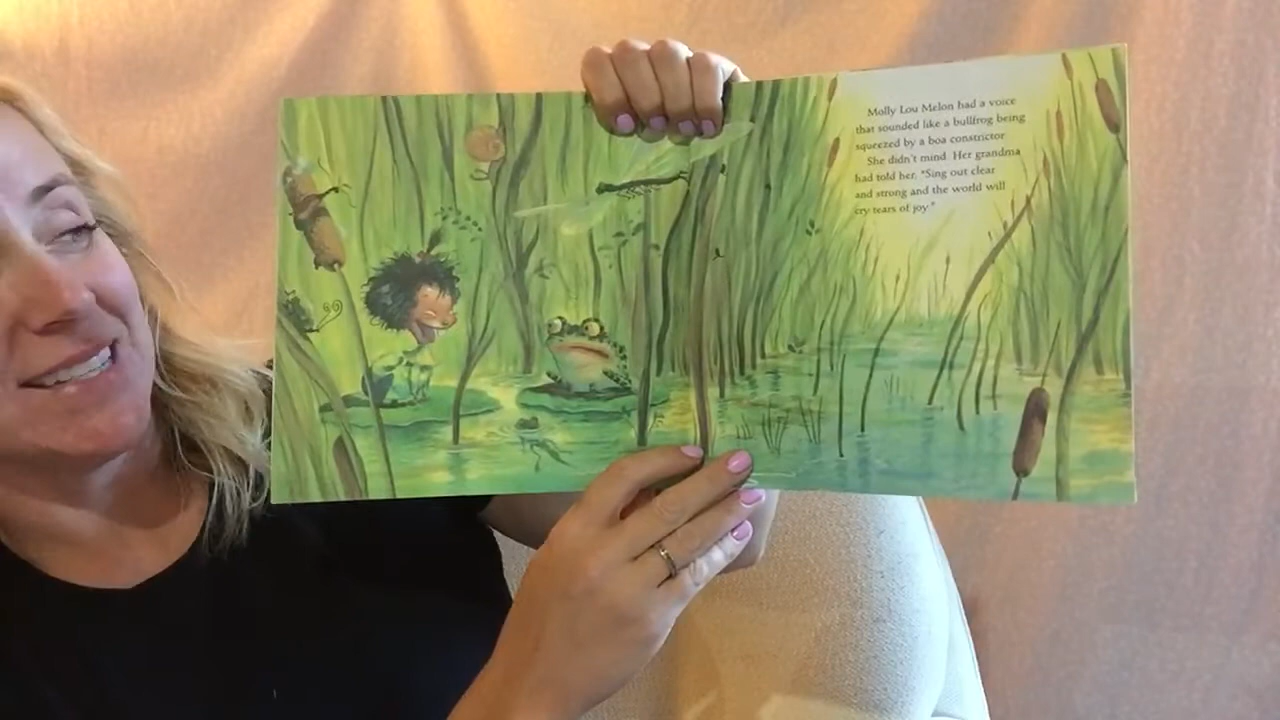 Molly Lou Melon had a voice
that sounded like a bullfrog being
squeezed by a boa constrictor
She didn't mind. Her grandma
had told her, "Sing out clear
and strong and the world will
cry tears of joy."